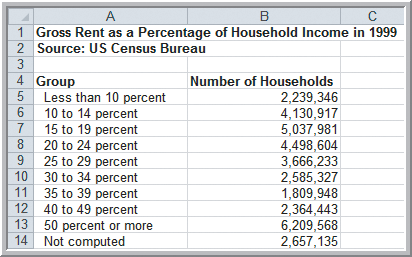 A B C
1 Gross Rent as a Percentage of Household Income in 1999
2 Source: US Census Bureau
3
4 Group Number of Households
5 Less than 10 percent 2,239,346
6 10 to 14 percent 4,130,917
7 15 to 19 percent 5,037,981
8 20 to 24 percent 4,498,604
9 25 to 29 percent 3,666,233
10 30 to 34 percent 2,585,327
11 35 to 39 percent 1,809,948
12 40 to 49 percent 2,364,443
13 50 percent or more 6,209,568
14 Not computed 2,657,135